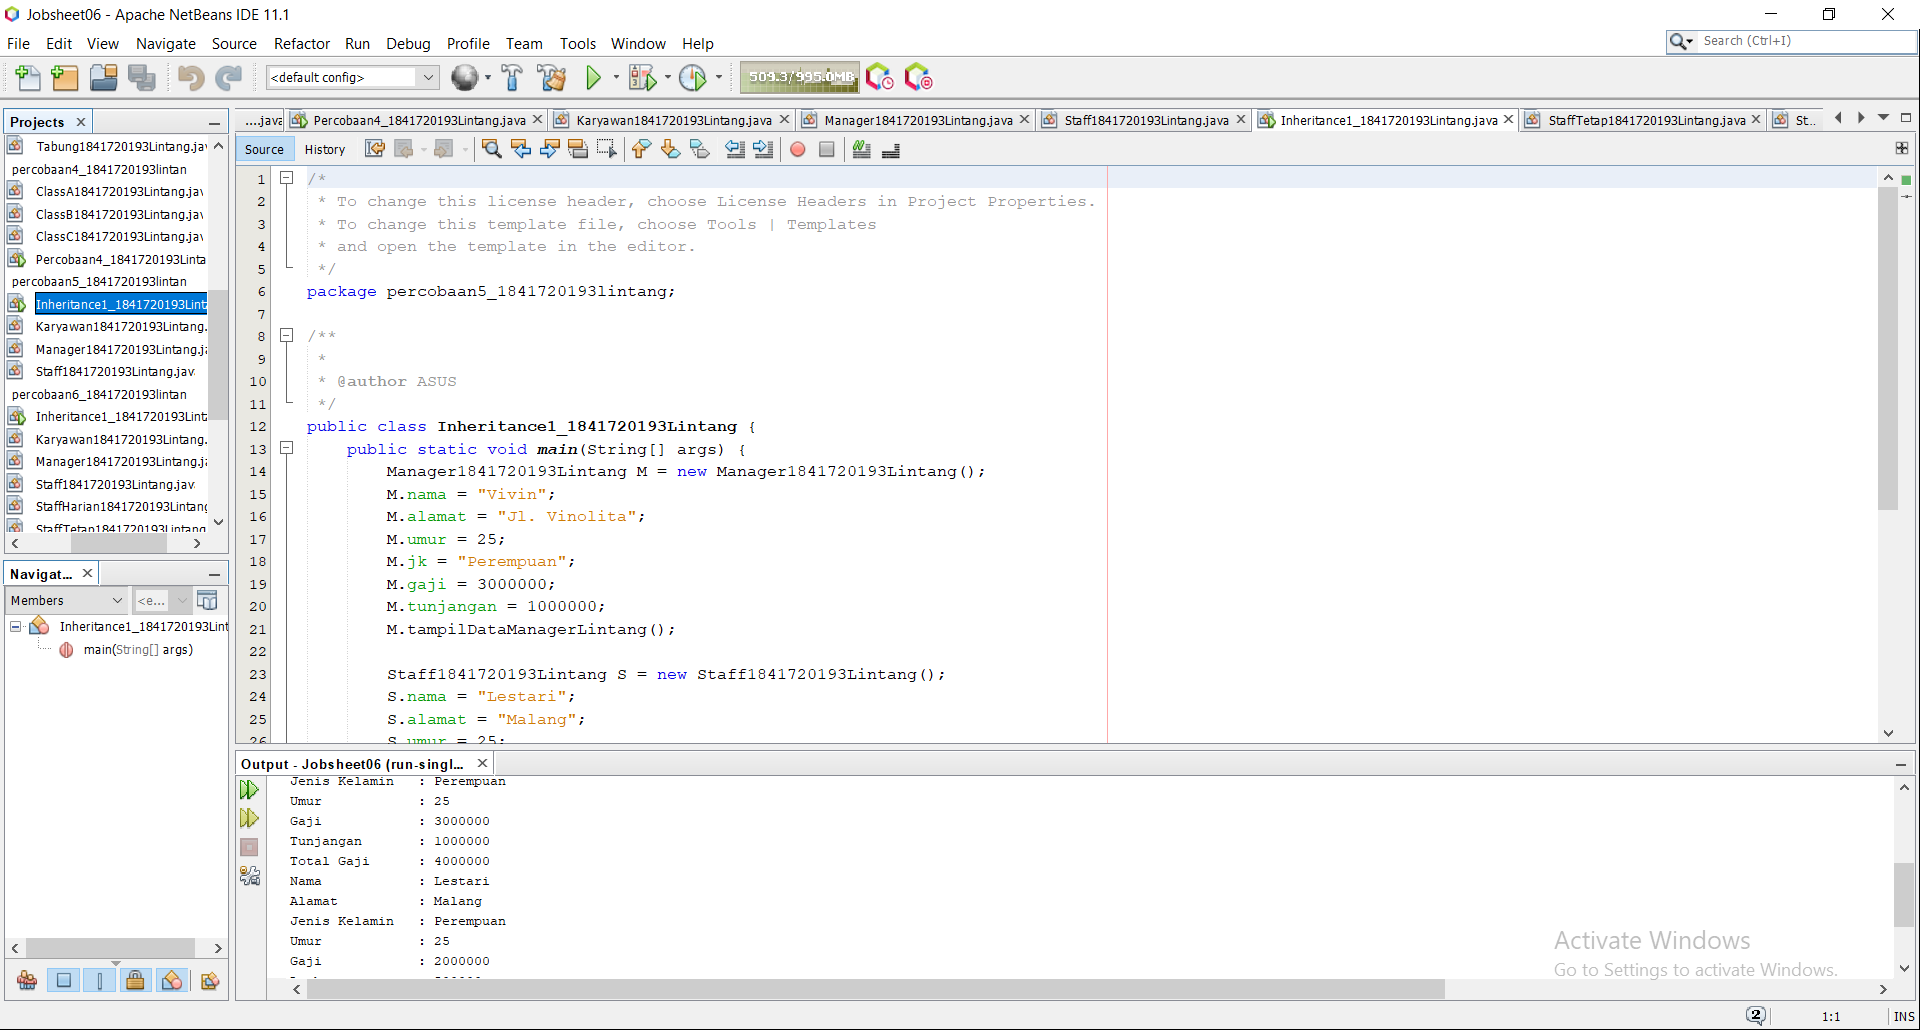 Jobsheet06 - Apache NetBeans IDE 11.1
File Edit View Navigate Source Refactor Run Debug Profile Team Tools Window Help
Search (Ctrl+I)
<default config>
509.3/995.0MB
Projects
Tabung1841720193Lintang.jav
percobaan4_1841720193lintan
ClassA1841720193Lintang.jav
ClassB1841720193Lintang.jav
ClassC1841720193Lintang.jav
Percobaan4_1841720193Linta
percobaan5_1841720193lintan
Inheritance1_1841720193Lint
Karyawan1841720193Lintang.
Manager1841720193Lintang.ja
Staff1841720193Lintang.jav
percobaan6_1841720193lintan
Inheritance1_1841720193Lint
Karyawan1841720193Lintang.
Manager1841720193Lintang.ja
Staff1841720193Lintang.jav
StaffHarian1841720193Lintang
StaffTetap1841720193Lintang
Navigat...
Members
<e...
Inheritance1_1841720193Lint
main(String[] args)
....java Percobaan4_1841720193Lintang.java Karyawan1841720193Lintang.java Manager1841720193Lintang.java Staff1841720193Lintang.java Inheritance1_1841720193Lintang.java StaffTetap1841720193Lintang.java St...
Source History
1 /*
2 * To change this license header, choose License Headers in Project Properties.
3 * To change this template file, choose Tools | Templates
4 * and open the template in the editor.
5 */
6 package percobaan5_1841720193lintang;
7
8 /**
9 *
10 * @author ASUS
11 */
12 public class Inheritance1_1841720193Lintang {
13 public static void main(String[] args) {
14 Manager1841720193Lintang M = new Manager1841720193Lintang();
15 M.nama = "Vivin";
16 M.alamat = "Jl. Vinolita";
17 M.umur = 25;
18 M.jk = "Perempuan";
19 M.gaji = 3000000;
20 M.tunjangan = 1000000;
21 M.tampilDataManagerLintang();
22
23 Staff1841720193Lintang S = new Staff1841720193Lintang();
24 S.nama = "Lestari";
25 S.alamat = "Malang";
26 S.umur = 25;
Output - Jobsheet06 (run-singl...
Jenis Kelamin : Perempuan
Umur : 25
Gaji : 3000000
Tunjangan : 1000000
Total Gaji : 4000000
Nama : Lestari
Alamat : Malang
Jenis Kelamin : Perempuan
Umur : 25
Gaji : 2000000
Activate Windows
Go to Settings to activate Windows.
2
1:1
INS